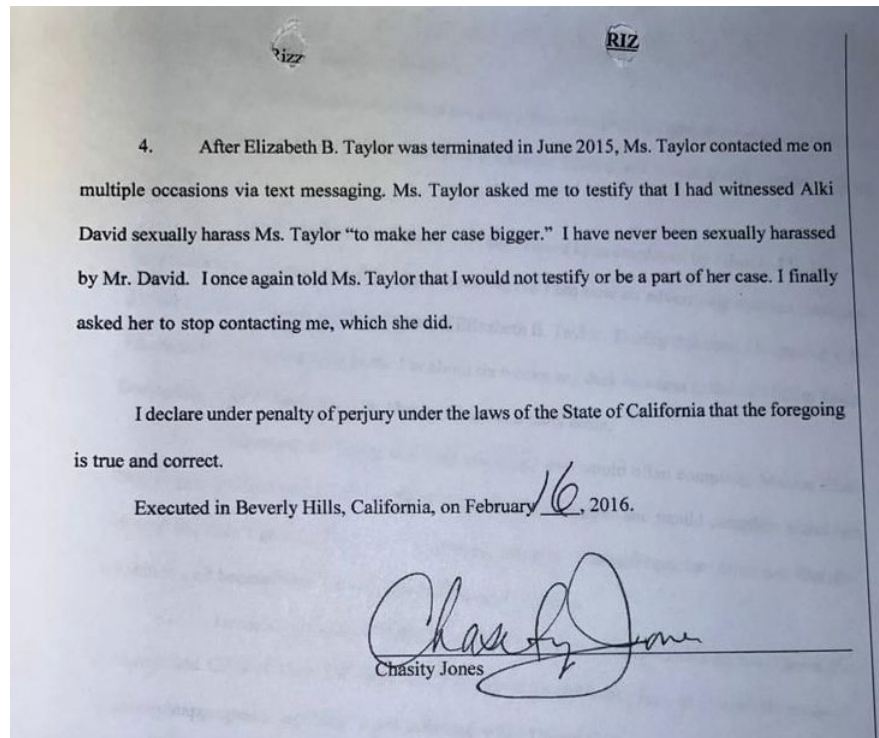 Rizz
RIZ
4. After Elizabeth B. Taylor was terminated in June 2015, Ms. Taylor contacted me on
multiple occasions via text messaging. Ms. Taylor asked me to testify that I had witnessed Alki
David sexually harass Ms. Taylor “to make her case bigger.” I have never been sexually harassed
by Mr. David. I once again told Ms. Taylor that I would not testify or be a part of her case. I finally
asked her to stop contacting me, which she did.
I declare under penalty of perjury under the laws of the State of California that the foregoing
is true and correct.
Executed in Beverly Hills, California, on February 16, 2016.
Chasity Jones
Chasity Jones